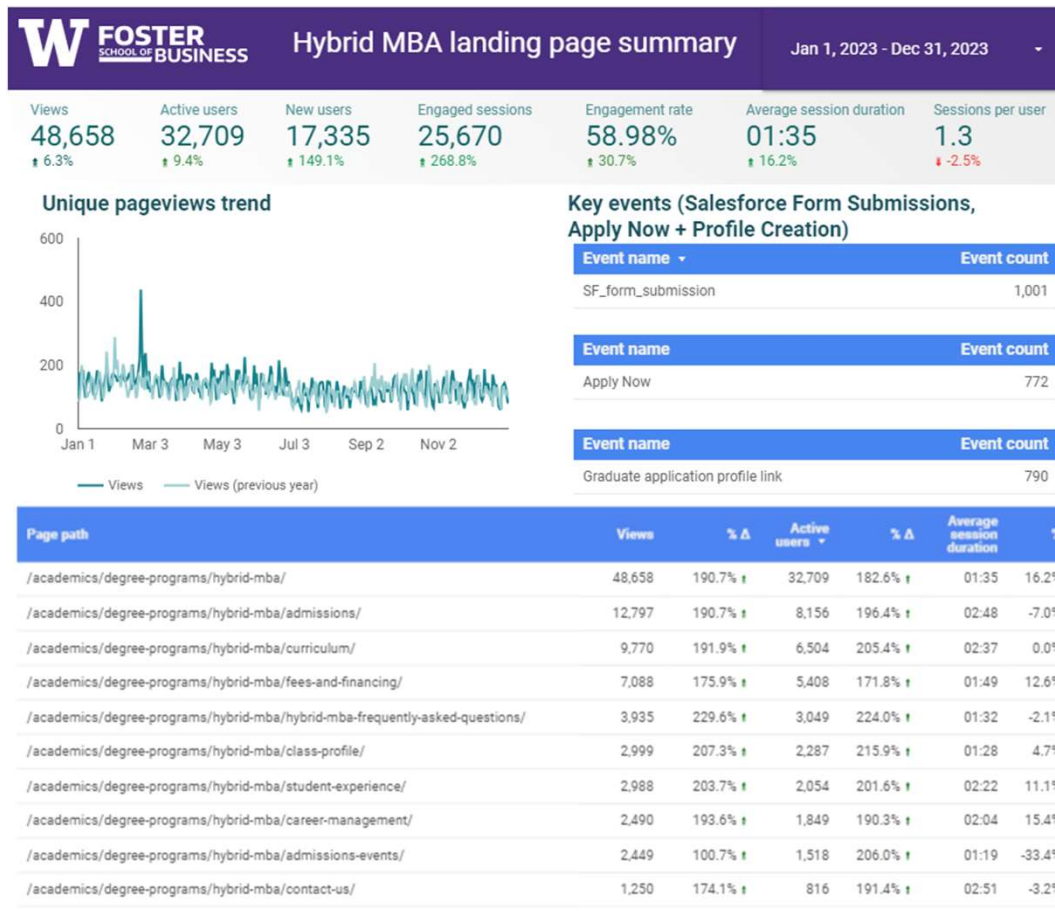 W FOSTER
SCHOOL OF BUSINESS
Hybrid MBA landing page summary
Jan 1, 2023 - Dec 31, 2023
Views Active users New users Engaged sessions Engagement rate Average session duration Sessions per user
48,658 32,709 17,335 25,670 58.98% 01:35 1.3
6.3% 9.4% 149.1% 268.8% 30.7% 16.2% -2.5%
Unique pageviews trend
600
400
200
0
Jan 1 Mar 3 May 3 Jul 3 Sep 2 Nov 2
Views Views (previous year)
Key events (Salesforce Form Submissions,
Apply Now + Profile Creation)
Event name Event count
SF_form_submission 1,001
Event name Event count
Apply Now 772
Event name Event count
Graduate application profile link 790
Page path Views % Δ Active users % Δ Average session duration
/academics/degree-programs/hybrid-mba/ 48,658 190.7% 32,709 182.6% 01:35 16.2%
/academics/degree-programs/hybrid-mba/admissions/ 12,797 190.7% 8,156 196.4% 02:48 -7.0%
/academics/degree-programs/hybrid-mba/curriculum/ 9,770 191.9% 6,504 205.4% 02:37 0.0%
/academics/degree-programs/hybrid-mba/fees-and-financing/ 7,088 175.9% 5,408 171.8% 01:49 12.6%
/academics/degree-programs/hybrid-mba/hybrid-mba-frequently-asked-questions/ 3,935 229.6% 3,049 224.0% 01:32 -2.1%
/academics/degree-programs/hybrid-mba/class-profile/ 2,999 207.3% 2,287 215.9% 01:28 4.7%
/academics/degree-programs/hybrid-mba/student-experience/ 2,988 203.7% 2,054 201.6% 02:22 11.1%
/academics/degree-programs/hybrid-mba/career-management/ 2,490 193.6% 1,849 190.3% 02:04 15.4%
/academics/degree-programs/hybrid-mba/admissions-events/ 2,449 100.7% 1,518 206.0% 01:19 -33.4%
/academics/degree-programs/hybrid-mba/contact-us/ 1,250 174.1% 816 191.4% 02:51 -3.2%